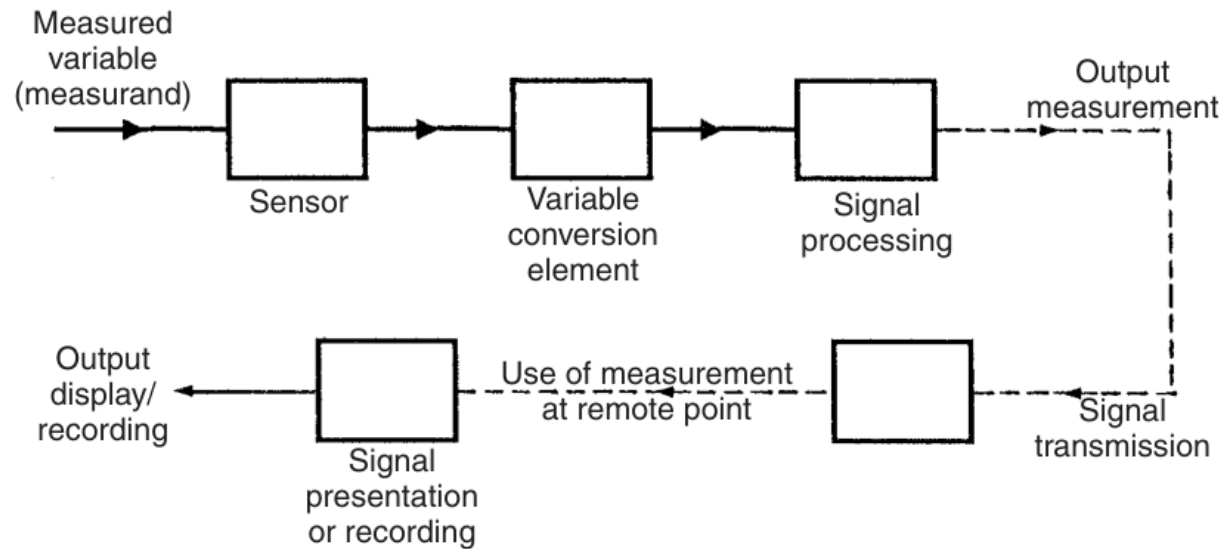 Measured
variable
(measurand)
Sensor
Variable
conversion
element
Signal
processing
Output
measurement
Output
display/
recording
Signal
presentation
or recording
Use of measurement
at remote point
Signal
transmission